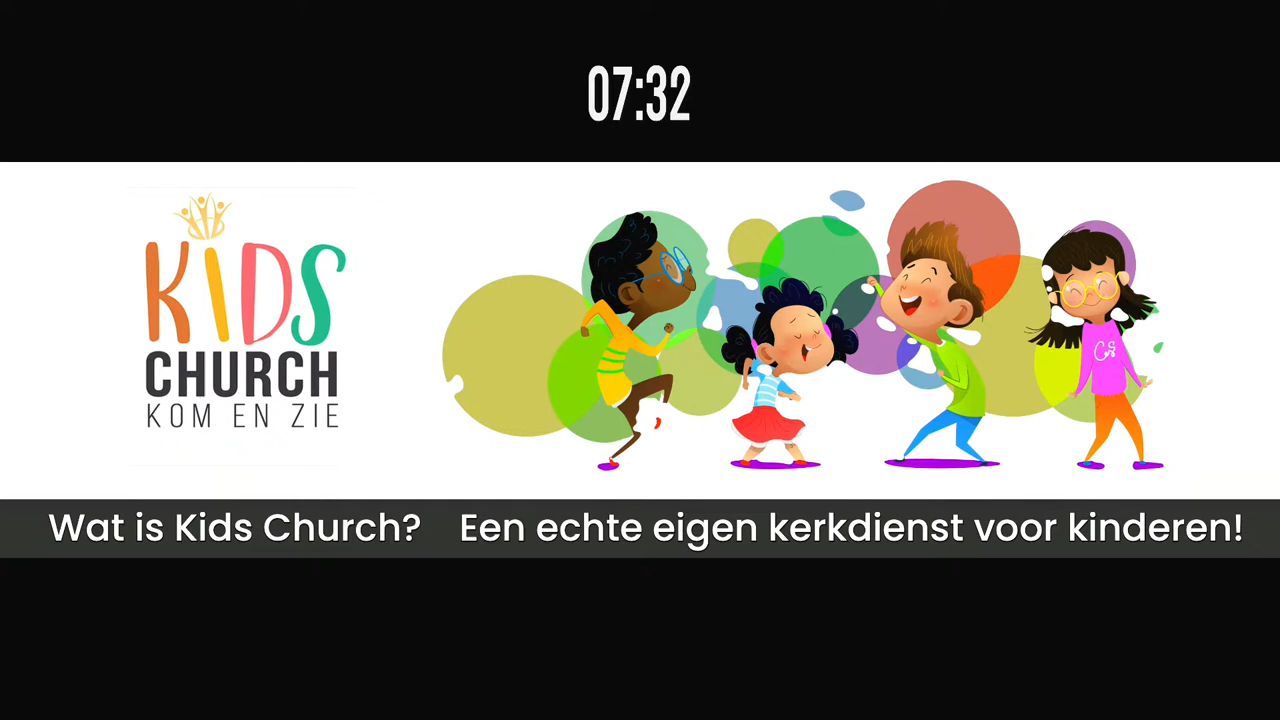 07:32
KIDS
CHURCH
KOM EN ZIE
Wat is Kids Church? Een echte eigen kerkdienst voor kinderen!